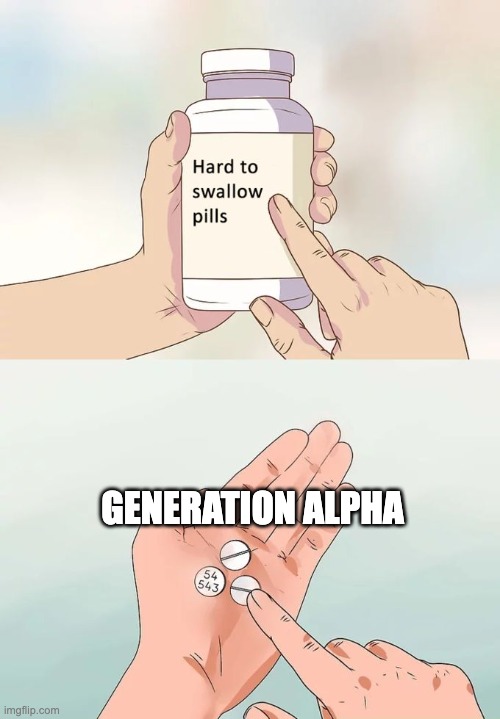 Hard to
swallow
pills
GENERATION ALPHA
54
543
imgflip.com